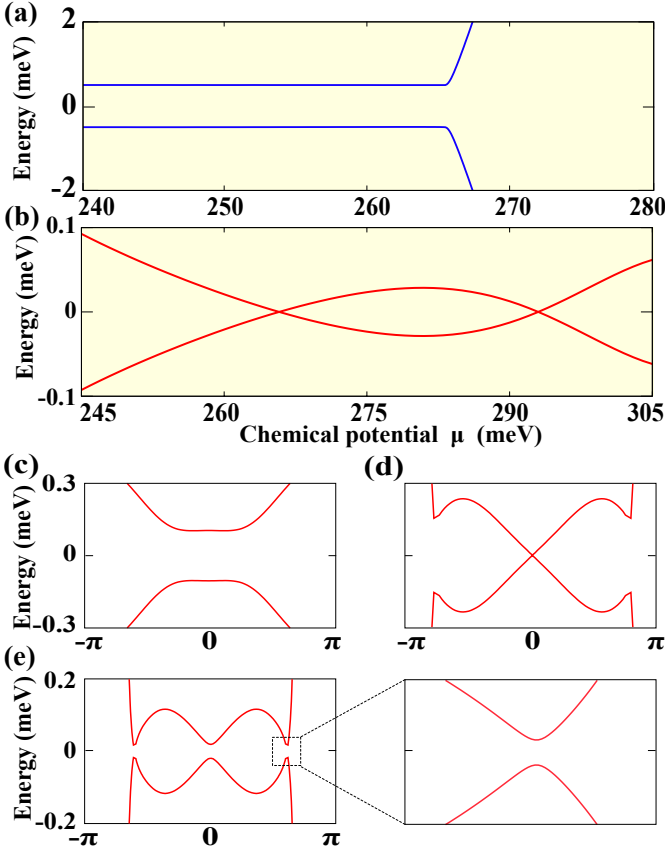 (a)
2
Energy (meV)
0
-2
240 250 260 270 280
(b)
0.1
Energy (meV)
0
-0.1
245 260 275 290 305
Chemical potential μ (meV)
(c) (d)
0.3
Energy (meV)
0
-0.3
-π 0 π -π 0 π
(e)
0.2
Energy (meV)
0
-0.2
-π 0 π